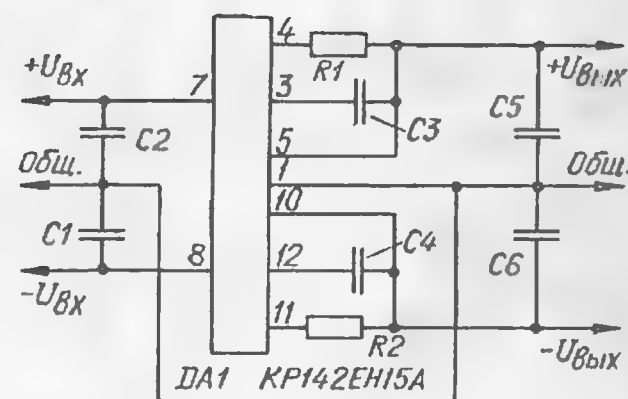 4
R1
+Uвх
7
3
C3
+Uвых
C2
C5
5
Общ.
1
Общ.
10
C1
C4
8
12
C6
-Uвх
11
R2
-Uвых
DA1 КР142ЕН15А